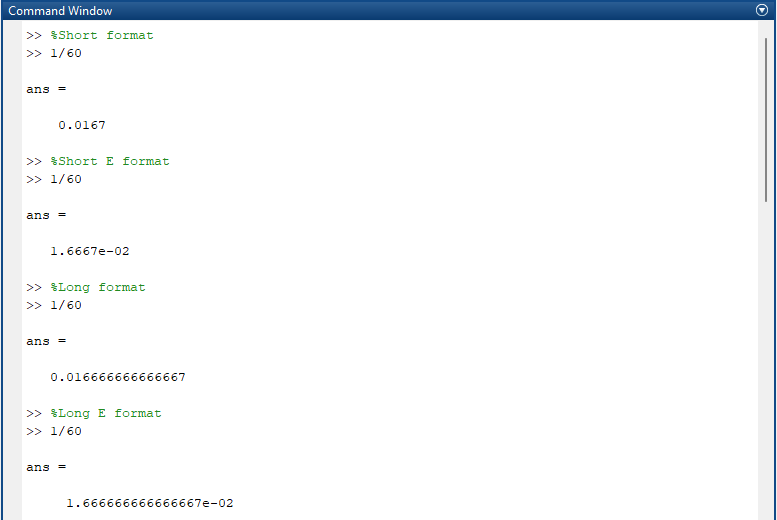 Command Window
>> %Short format
>> 1/60
ans =
0.0167
>> %Short E format
>> 1/60
ans =
1.6667e-02
>> %Long format
>> 1/60
ans =
0.016666666666667
>> %Long E format
>> 1/60
ans =
1.666666666666667e-02